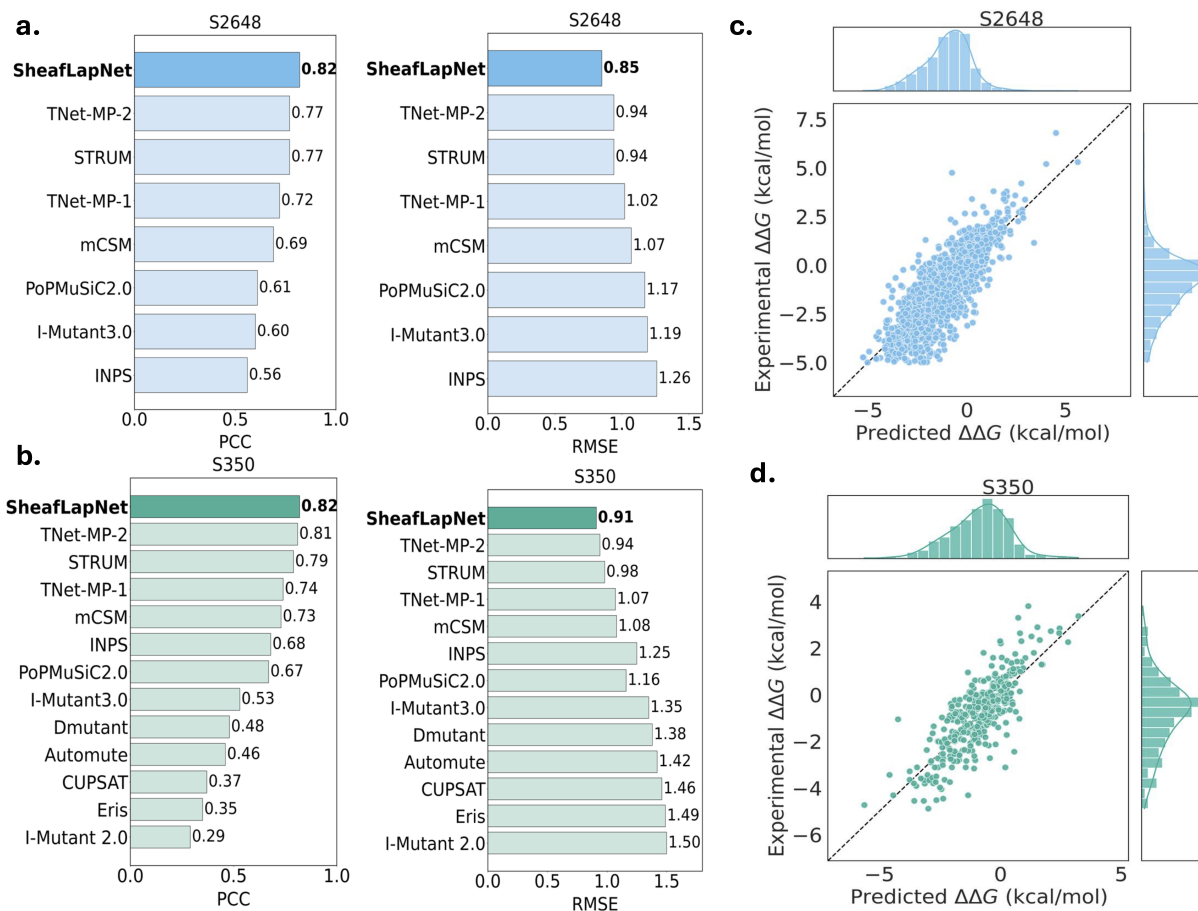 a.
S2648
SheafLapNet 0.82
TNet-MP-2 0.77
STRUM 0.77
TNet-MP-1 0.72
mCSM 0.69
PoPMuSiC2.0 0.61
I-Mutant3.0 0.60
INPS 0.56
0.0 0.5 1.0
PCC
S2648
SheafLapNet 0.85
TNet-MP-2 0.94
STRUM 0.94
TNet-MP-1 1.02
mCSM 1.07
PoPMuSiC2.0 1.17
I-Mutant3.0 1.19
INPS 1.26
0.0 0.5 1.0 1.5
RMSE
c.
S2648
Experimental ΔΔG (kcal/mol)
7.5
5.0
2.5
0.0
−2.5
−5.0
−5 0 5
Predicted ΔΔG (kcal/mol)
b.
S350
SheafLapNet 0.82
TNet-MP-2 0.81
STRUM 0.79
TNet-MP-1 0.74
mCSM 0.73
INPS 0.68
PoPMuSiC2.0 0.67
I-Mutant3.0 0.53
Dmutant 0.48
Automute 0.46
CUPSAT 0.37
Eris 0.35
I-Mutant 2.0 0.29
0.0 0.5 1.0
PCC
S350
SheafLapNet 0.91
TNet-MP-2 0.94
STRUM 0.98
TNet-MP-1 1.07
mCSM 1.08
INPS 1.25
PoPMuSiC2.0 1.16
I-Mutant3.0 1.35
Dmutant 1.38
Automute 1.42
CUPSAT 1.46
Eris 1.49
I-Mutant 2.0 1.50
0.0 0.5 1.0 1.5
RMSE
d.
S350
Experimental ΔΔG (kcal/mol)
4
2
0
−2
−4
−6
−5 0 5
Predicted ΔΔG (kcal/mol)